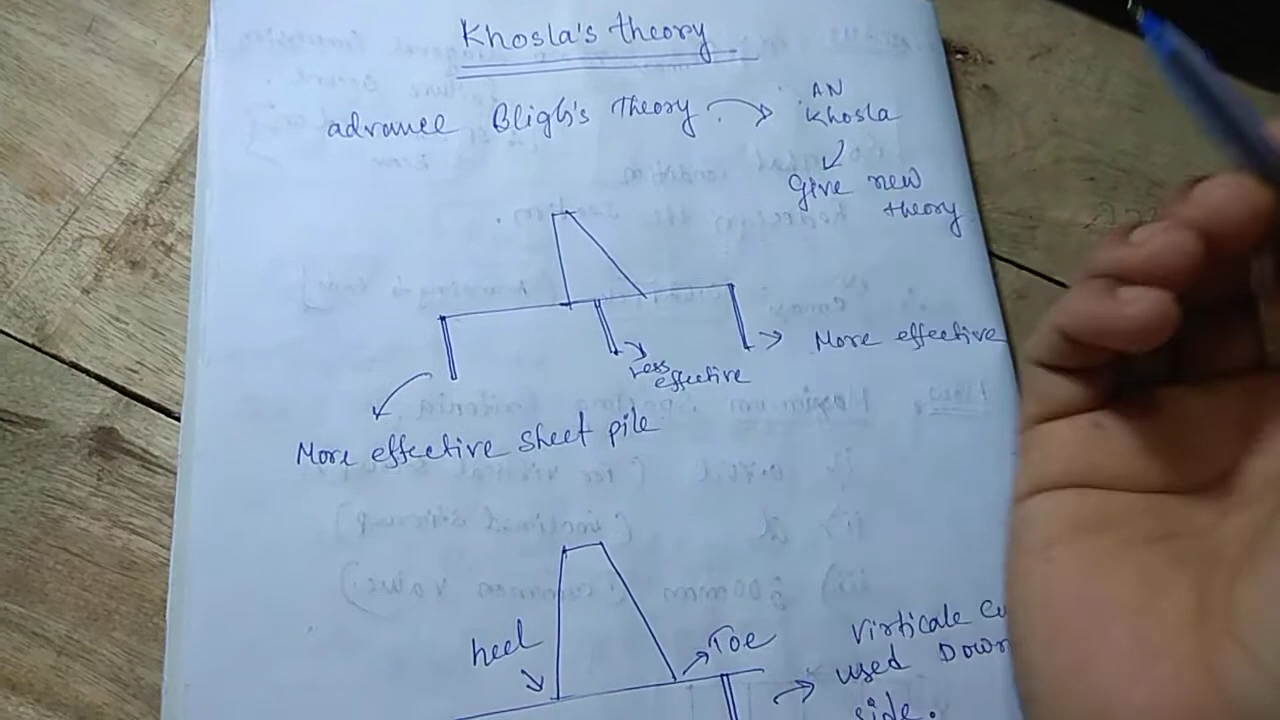 Khosla's theory
advance Bligh's Theory.
AN
Khosla
Give new
theory
More effective
Less
effective
More effective sheet pile
heel
Toe
Virticale
used Down
side.